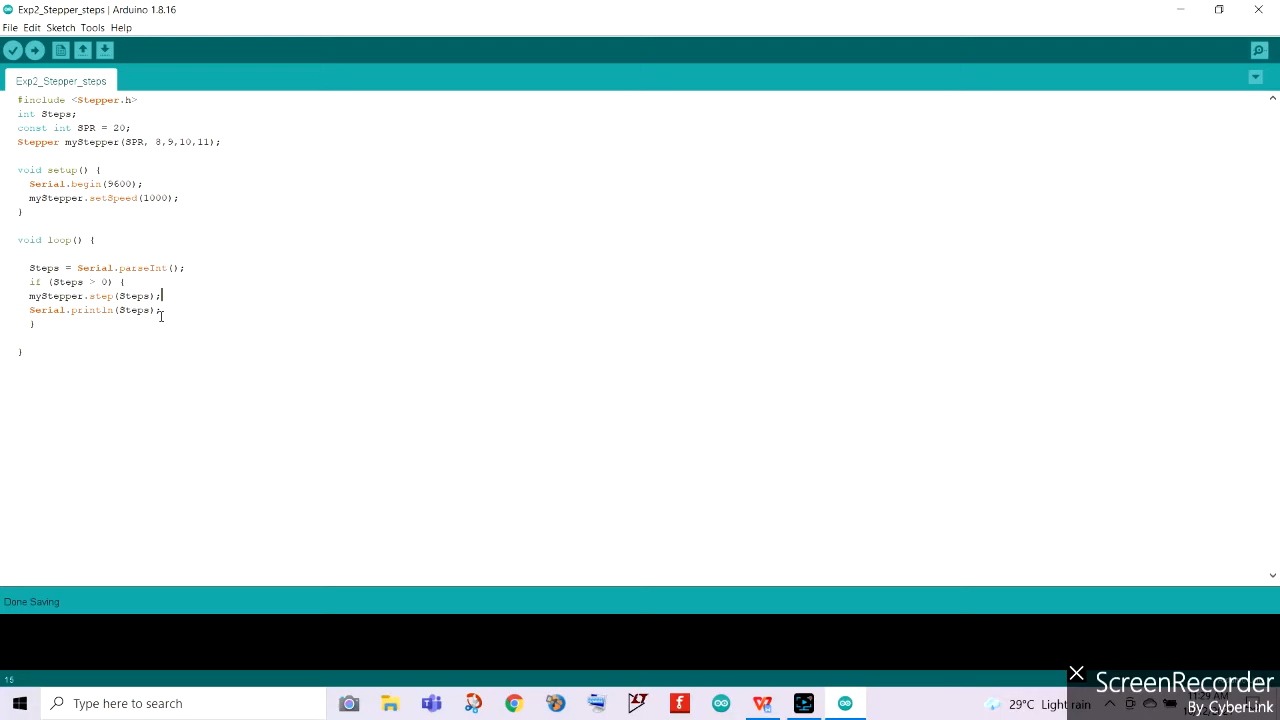 Exp2_Stepper_steps | Arduino 1.8.16
File Edit Sketch Tools Help
Exp2_Stepper_steps
#include <Stepper.h>
int Steps;
const int SPR = 20;
Stepper myStepper(SPR, 8,9,10,11);
void setup() {
Serial.begin(9600);
myStepper.setSpeed(1000);
}
void loop() {
Steps = Serial.parseInt();
if (Steps > 0) {
myStepper.step(Steps);
Serial.println(Steps);
}
}
Done Saving
15
Type here to search
29°C Light rain
11:29 AM
ScreenRecorder
By CyberLink